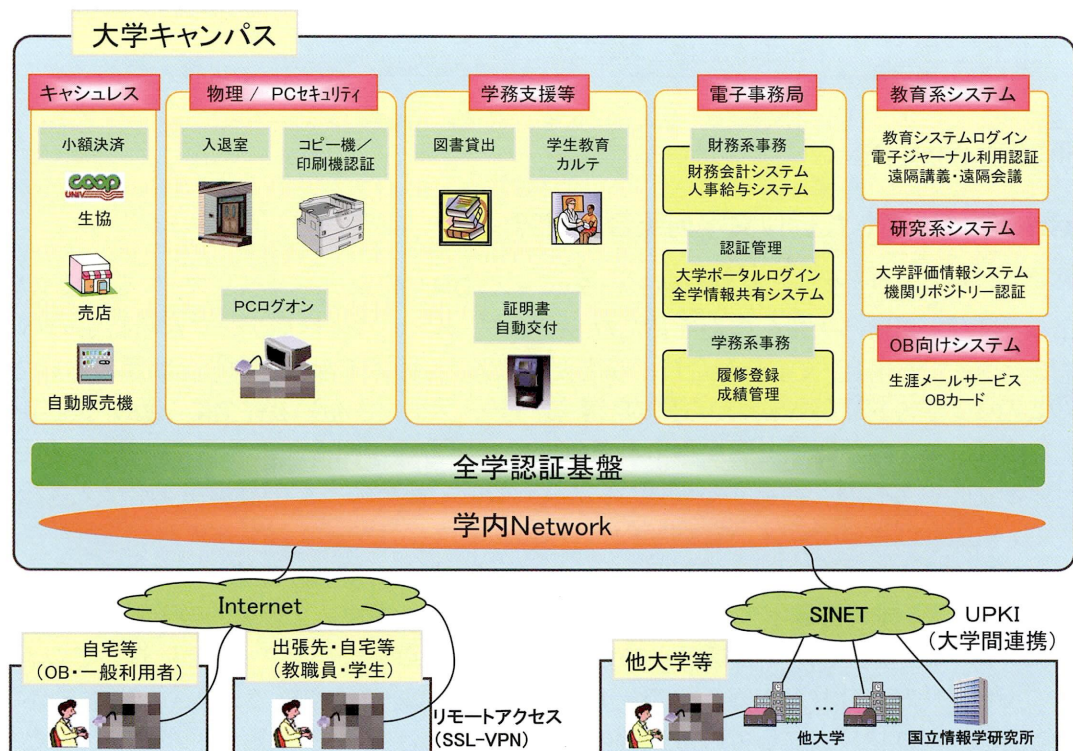 大学キャンパス
キャシュレス
小額決済
COOP
UNIV
生協
売店
自動販売機
物理 / PCセキュリティ
入退室
コピー機／
印刷機認証
PCログオン
学務支援等
図書貸出
学生教育
カルテ
証明書
自動交付
電子事務局
財務系事務
財務会計システム
人事給与システム
認証管理
大学ポータルログイン
全学情報共有システム
学務系事務
履修登録
成績管理
教育系システム
教育システムログイン
電子ジャーナル利用認証
遠隔講義・遠隔会議
研究系システム
大学評価情報システム
機関リポジトリー認証
OB向けシステム
生涯メールサービス
OBカード
全学認証基盤
学内Network
Internet
自宅等
(OB・一般利用者)
出張先・自宅等
(教職員・学生)
リモートアクセス
(SSL-VPN)
SINET
UPKI
(大学間連携)
他大学等
…
他大学
国立情報学研究所